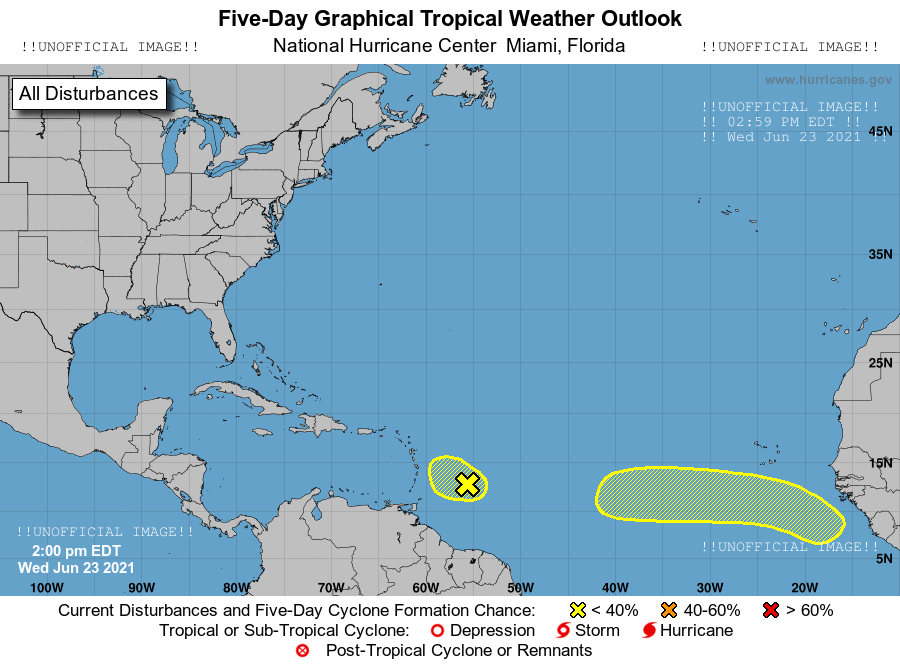 Five-Day Graphical Tropical Weather Outlook
!!UNOFFICIAL IMAGE!! National Hurricane Center Miami, Florida !!UNOFFICIAL IMAGE!!
www.hurricanes.gov
All Disturbances
!!UNOFFICIAL IMAGE!!
!! 02:59 PM EDT !!
!! Wed Jun 23 2021 !!
45N
35N
25N
15N
!!UNOFFICIAL IMAGE!!
2:00 pm EDT
!!UNOFFICIAL IMAGE!!
5N
Wed Jun 23 2021
100W 90W 80W 70W 60W 50W 40W 30W 20W
Current Disturbances and Five-Day Cyclone Formation Chance: < 40% 40-60% > 60%
Tropical or Sub-Tropical Cyclone: Depression Storm Hurricane
Post-Tropical Cyclone or Remnants